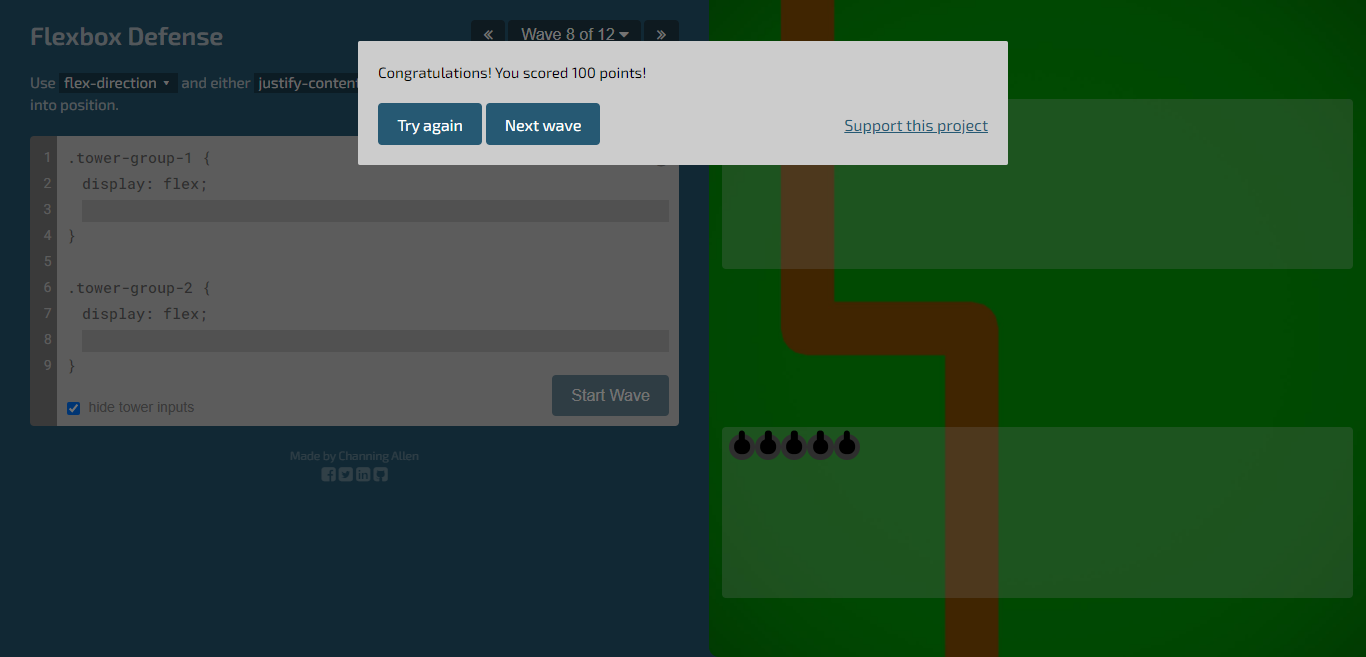 Flexbox Defense
« Wave 8 of 12 »
Congratulations! You scored 100 points!
Try again Next wave Support this project
Use flex-direction and either justify-conten
into position.
1 .tower-group-1 {
2 display: flex;
3
4 }
5
6 .tower-group-2 {
7 display: flex;
8
9 }
hide tower inputs
Start Wave
Made by Channing Allen